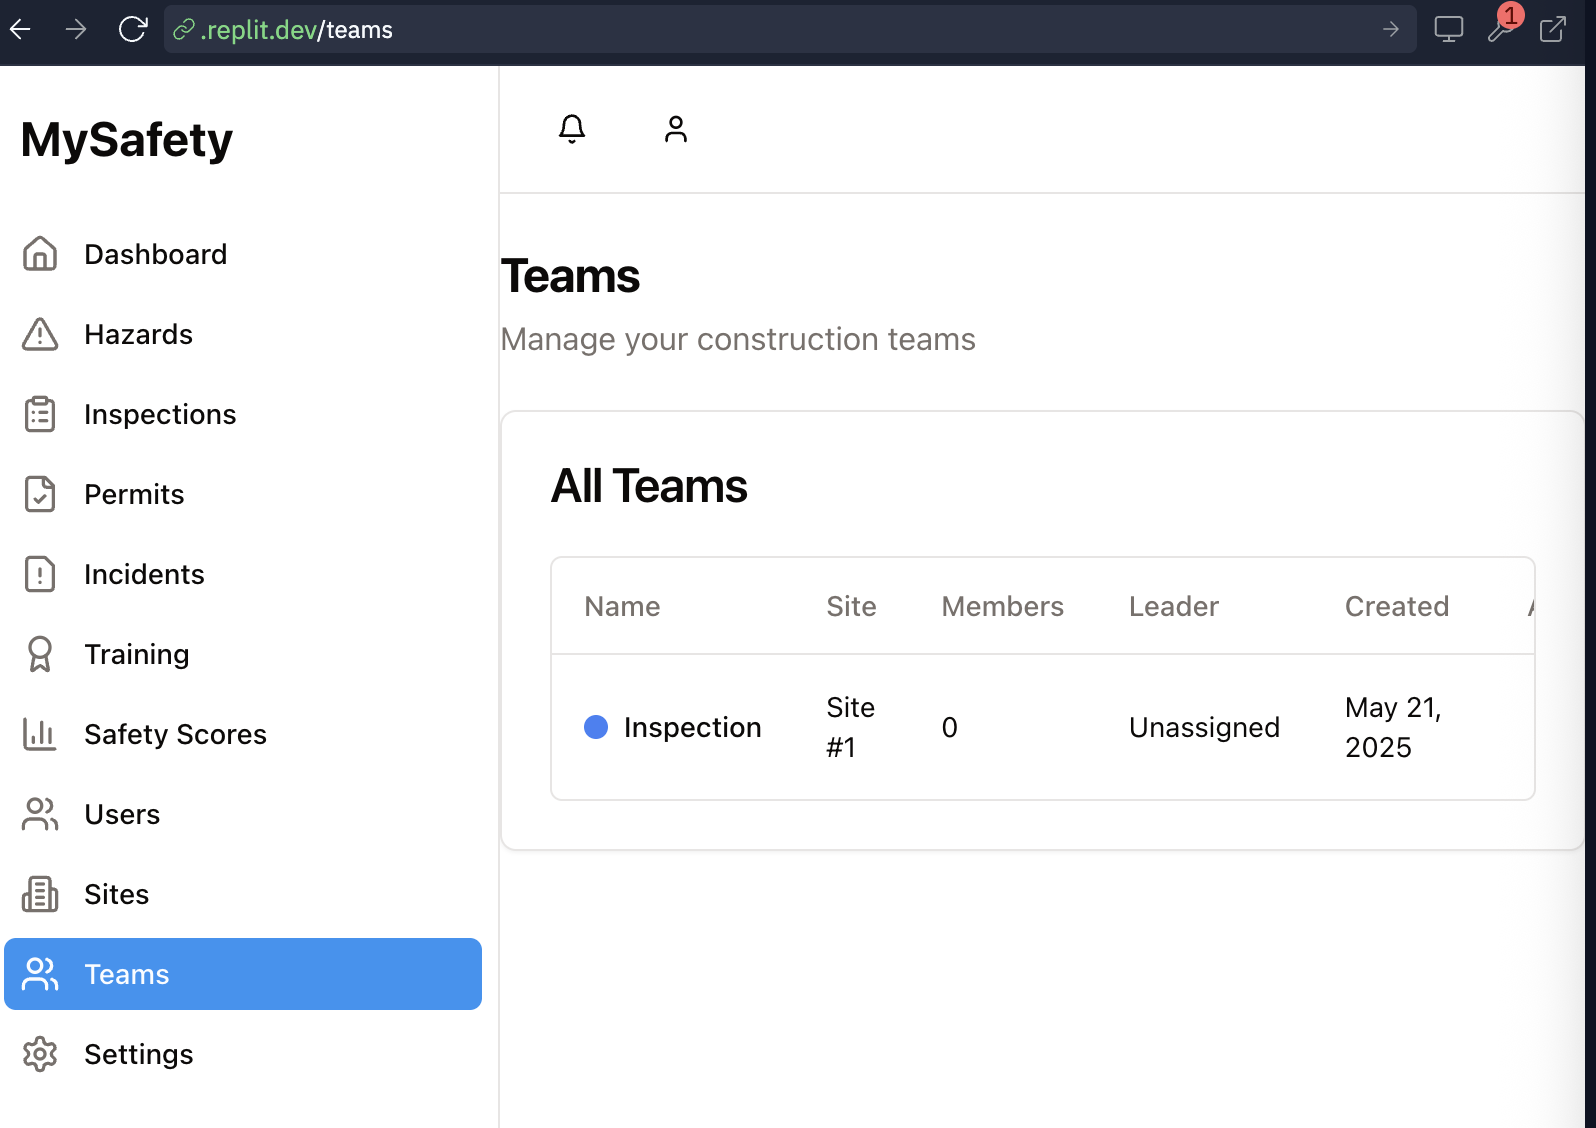 .replit.dev/teams
1
MySafety
Dashboard
Hazards
Inspections
Permits
Incidents
Training
Safety Scores
Users
Sites
Teams
Settings
Teams
Manage your construction teams
All Teams
Name Site Members Leader Created
Inspection Site #1 0 Unassigned May 21, 2025